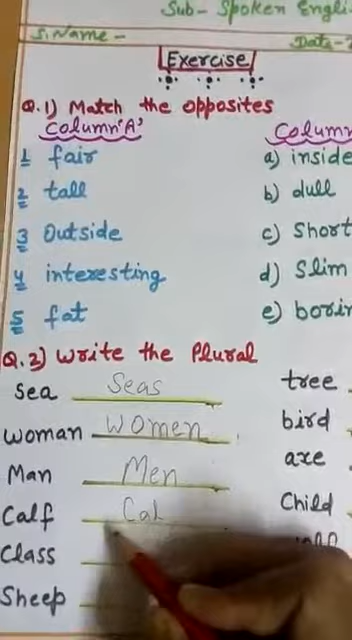 Sub- Spoken Engli
S.Name - Date-
Exercise
Q.1) Match the opposites
Column 'A' Column
1 fair a) inside
2 tall b) dull
3 Outside c) Short
4 interesting d) Slim
5 fat e) borin
Q.2) Write the Plural
Sea Seas tree
woman women bird
Man Men axe
Calf Cal Child
Class
Sheep